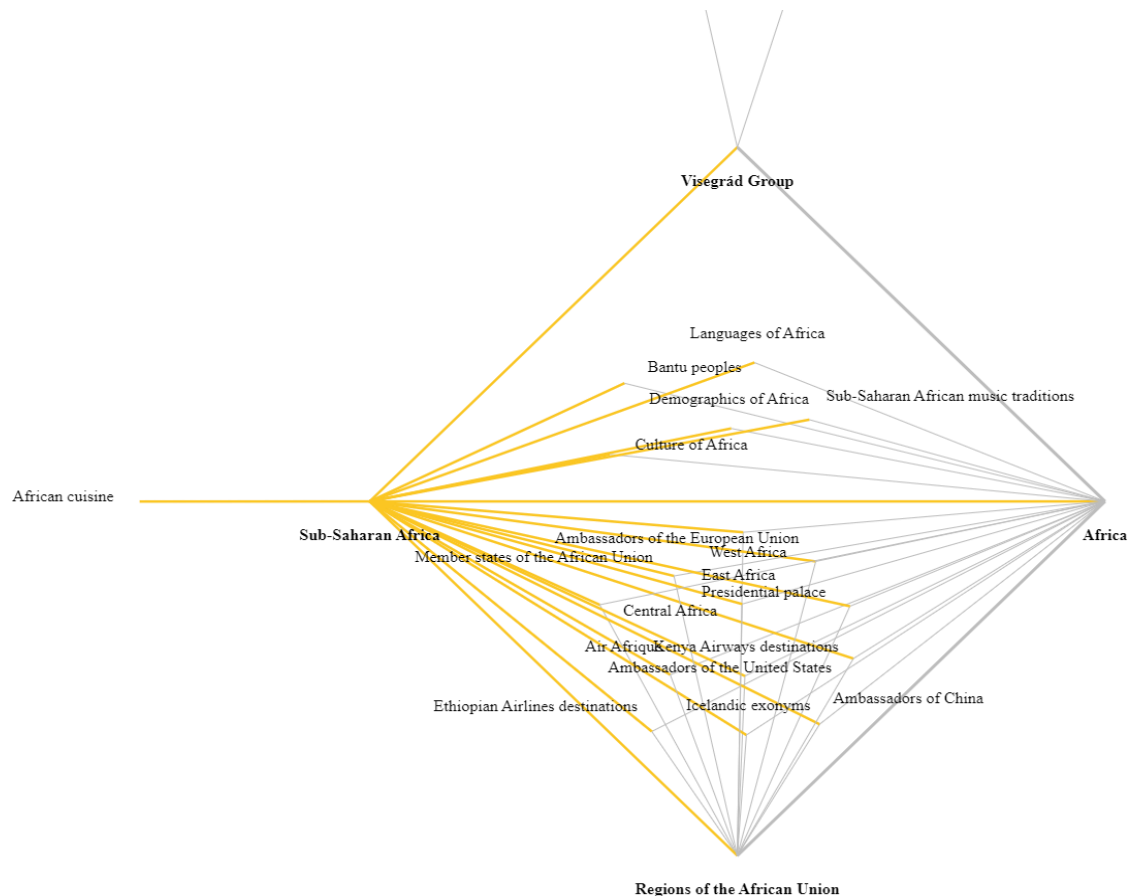 Visegrád Group
Languages of Africa
Bantu peoples
Sub-Saharan African music traditions
Demographics of Africa
Culture of Africa
African cuisine
Sub-Saharan Africa
Africa
Ambassadors of the European Union
West Africa
Member states of the African Union
East Africa
Presidential palace
Central Africa
Air Afrique
Kenya Airways destinations
Ambassadors of the United States
Ethiopian Airlines destinations
Icelandic exonyms
Ambassadors of China
Regions of the African Union